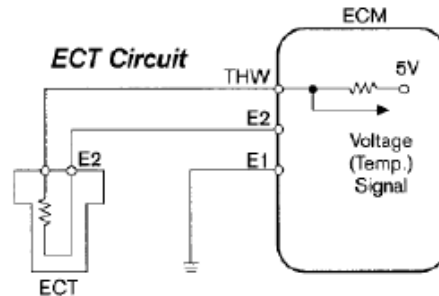 ECM
ECT Circuit
THW
5V
E2
Voltage
(Temp.)
Signal
E1
E2
ECT